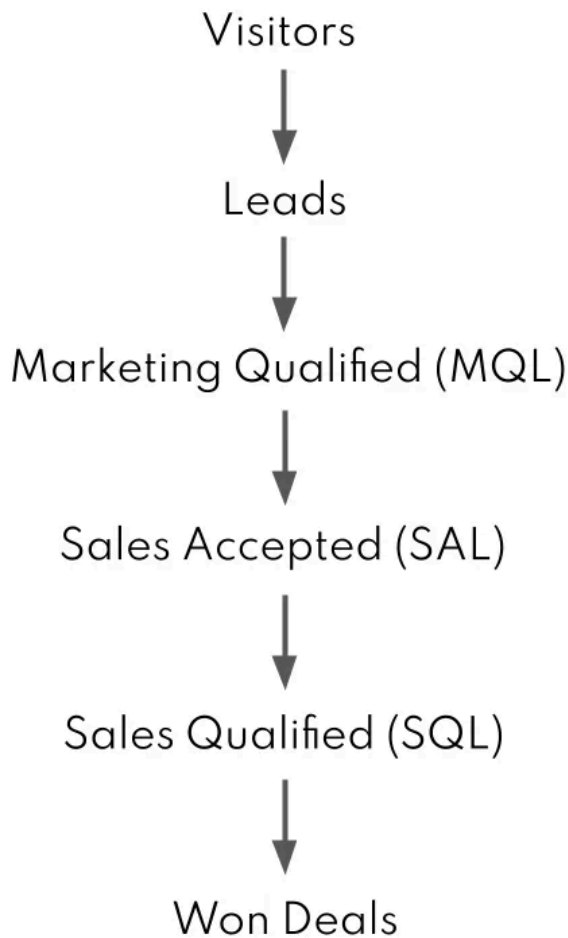 Visitors
Leads
Marketing Qualified (MQL)
Sales Accepted (SAL)
Sales Qualified (SQL)
Won Deals